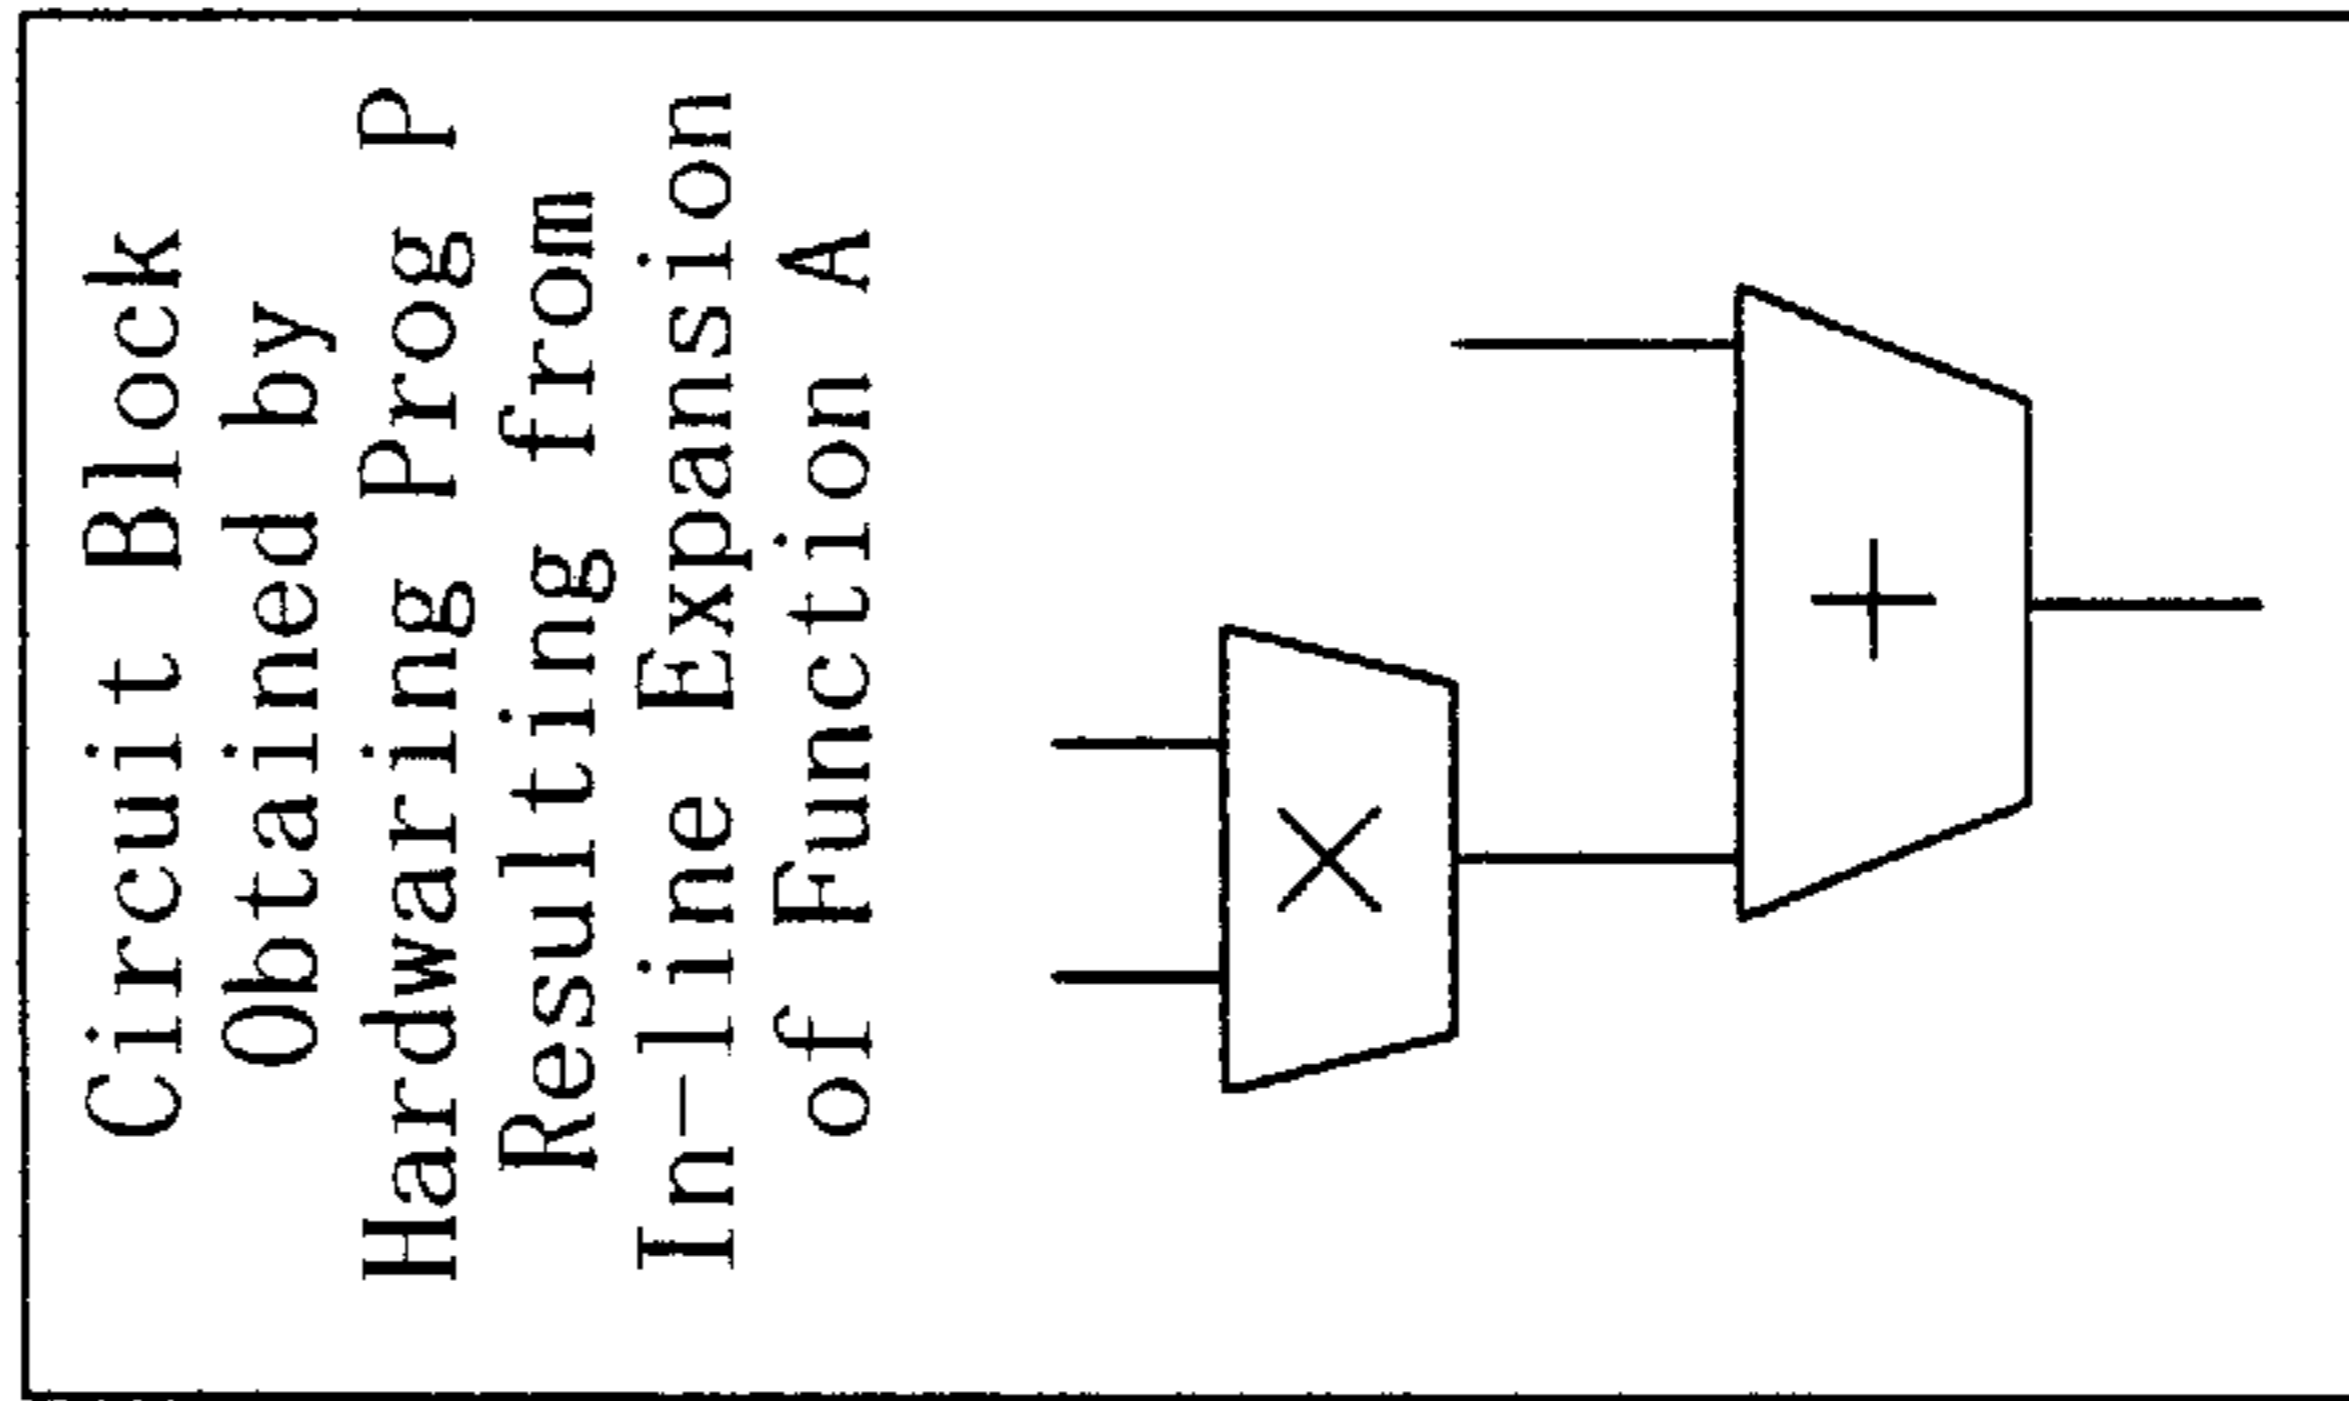 Circuit Block
Obtained by
Hardwaring Prog P
Resulting from
In-line Expansion
of Function A
×
+